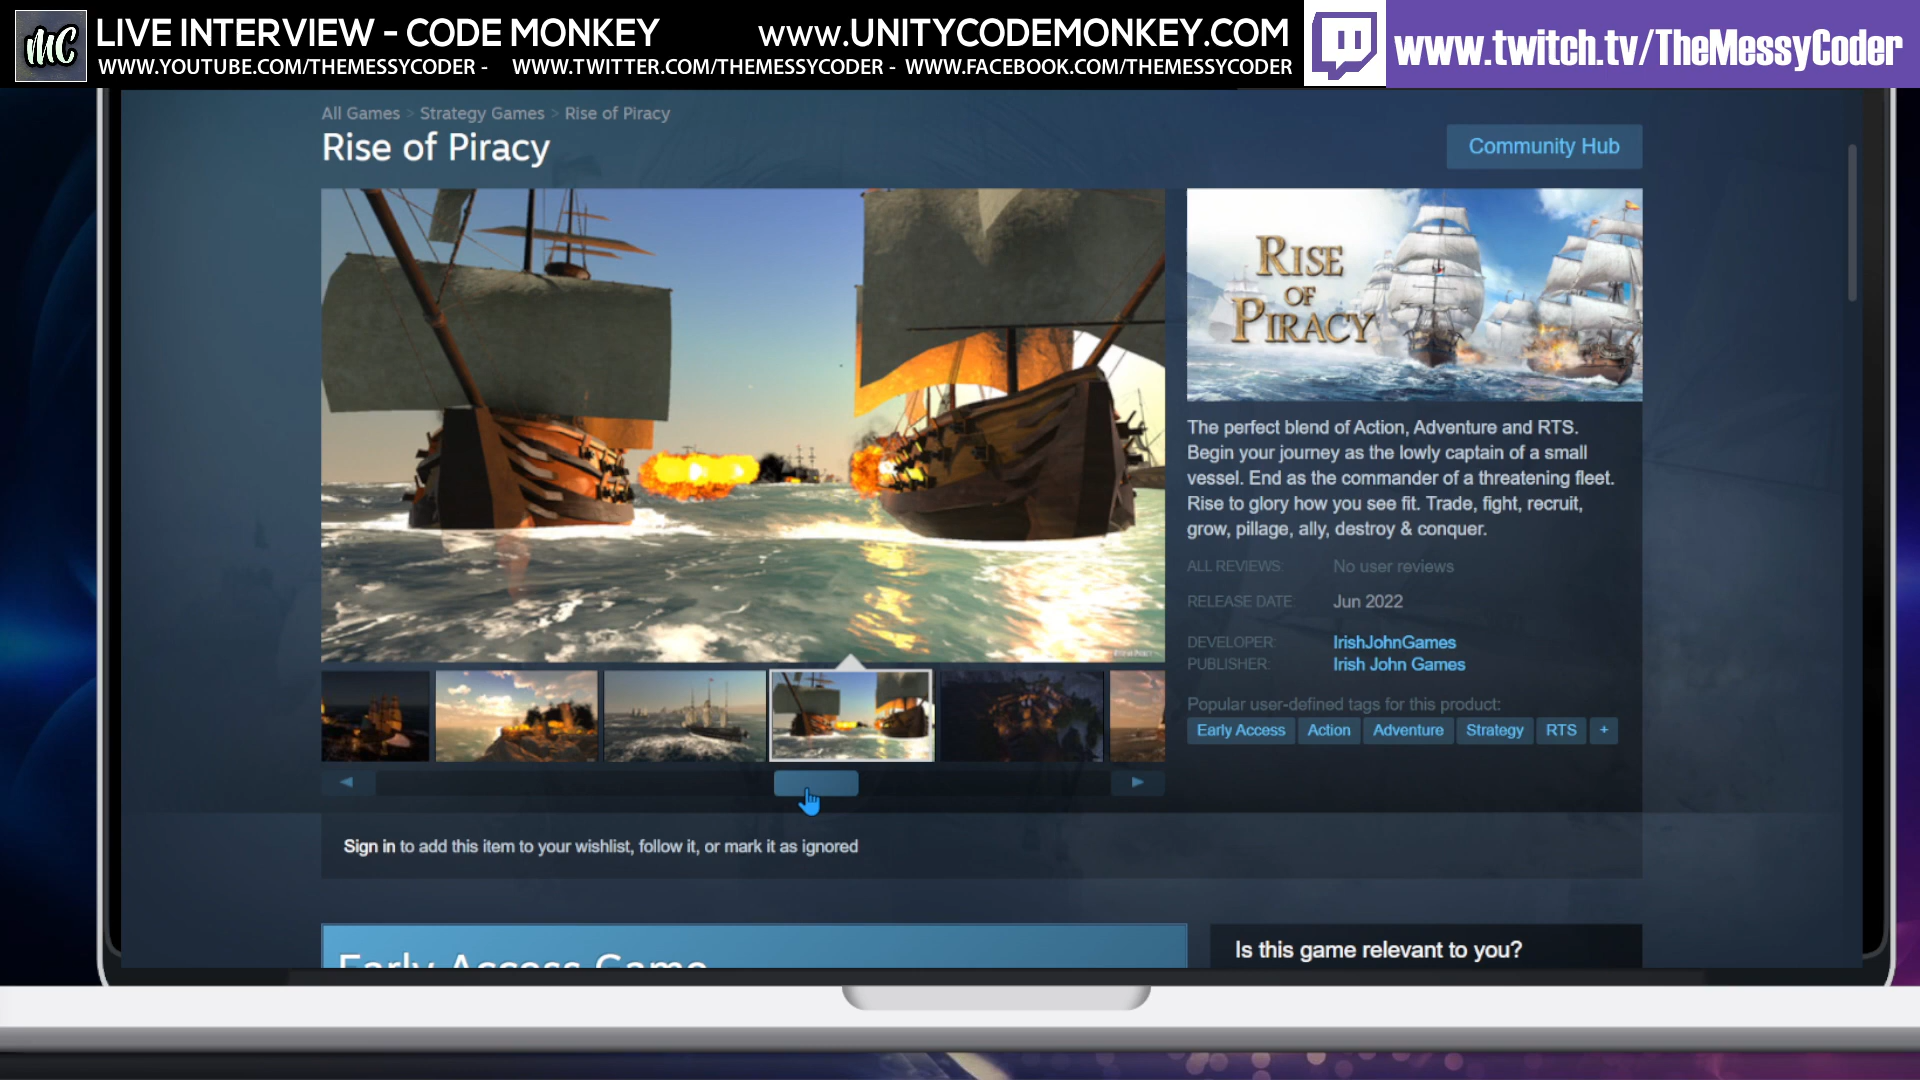 MC
LIVE INTERVIEW - CODE MONKEY
www.UNITYCODEMONKEY.COM
WWW.YOUTUBE.COM/THEMESSYCODER - WWW.TWITTER.COM/THEMESSYCODER - WWW.FACEBOOK.COM/THEMESSYCODER
www.twitch.tv/TheMessyCoder
All Games > Strategy Games > Rise of Piracy
Rise of Piracy
Community Hub
RISE
OF
PIRACY
The perfect blend of Action, Adventure and RTS.
Begin your journey as the lowly captain of a small
vessel. End as the commander of a threatening fleet.
Rise to glory how you see fit. Trade, fight, recruit,
grow, pillage, ally, destroy & conquer.
ALL REVIEWS: No user reviews
RELEASE DATE: Jun 2022
DEVELOPER: IrishJohnGames
PUBLISHER: Irish John Games
Popular user-defined tags for this product:
Early Access Action Adventure Strategy RTS +
Sign in to add this item to your wishlist, follow it, or mark it as ignored
Early Access Game
Is this game relevant to you?